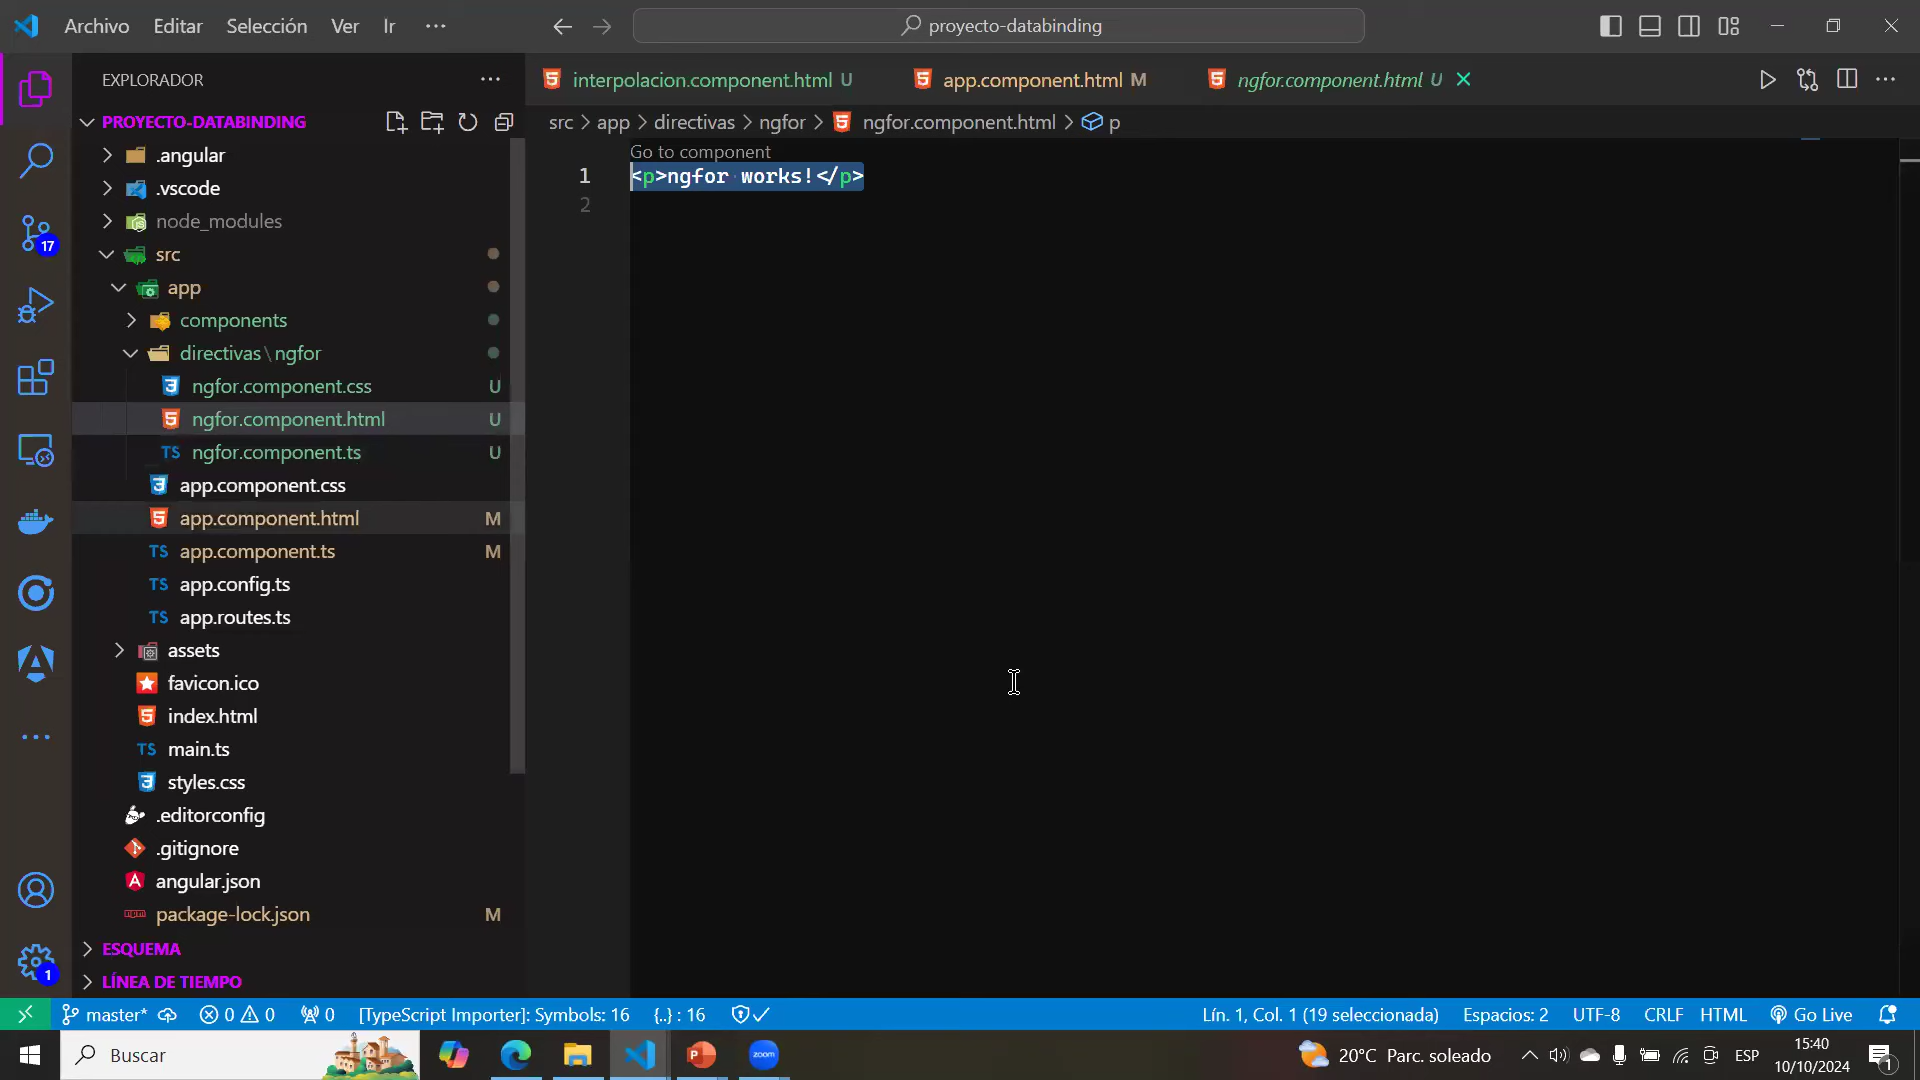 Archivo Editar Selección Ver Ir ···
proyecto-databinding
EXPLORADOR ···
PROYECTO-DATABINDING
.angular
.vscode
node_modules
src
app
components
directivas\ngfor
ngfor.component.css U
ngfor.component.html U
ngfor.component.ts U
app.component.css
app.component.html M
app.component.ts M
app.config.ts
app.routes.ts
assets
favicon.ico
index.html
main.ts
styles.css
.editorconfig
.gitignore
angular.json
package-lock.json M
ESQUEMA
LÍNEA DE TIEMPO
17
1
interpolacion.component.html U app.component.html M ngfor.component.html U
src > app > directivas > ngfor > ngfor.component.html > p
Go to component
1 <p>ngfor works!</p>
2
master* 0 0 0 [TypeScript Importer]: Symbols: 16 {..} : 16
Lín. 1, Col. 1 (19 seleccionada) Espacios: 2 UTF-8 CRLF HTML Go Live
Buscar
zoom
20°C Parc. soleado
ESP
15:40
10/10/2024
1